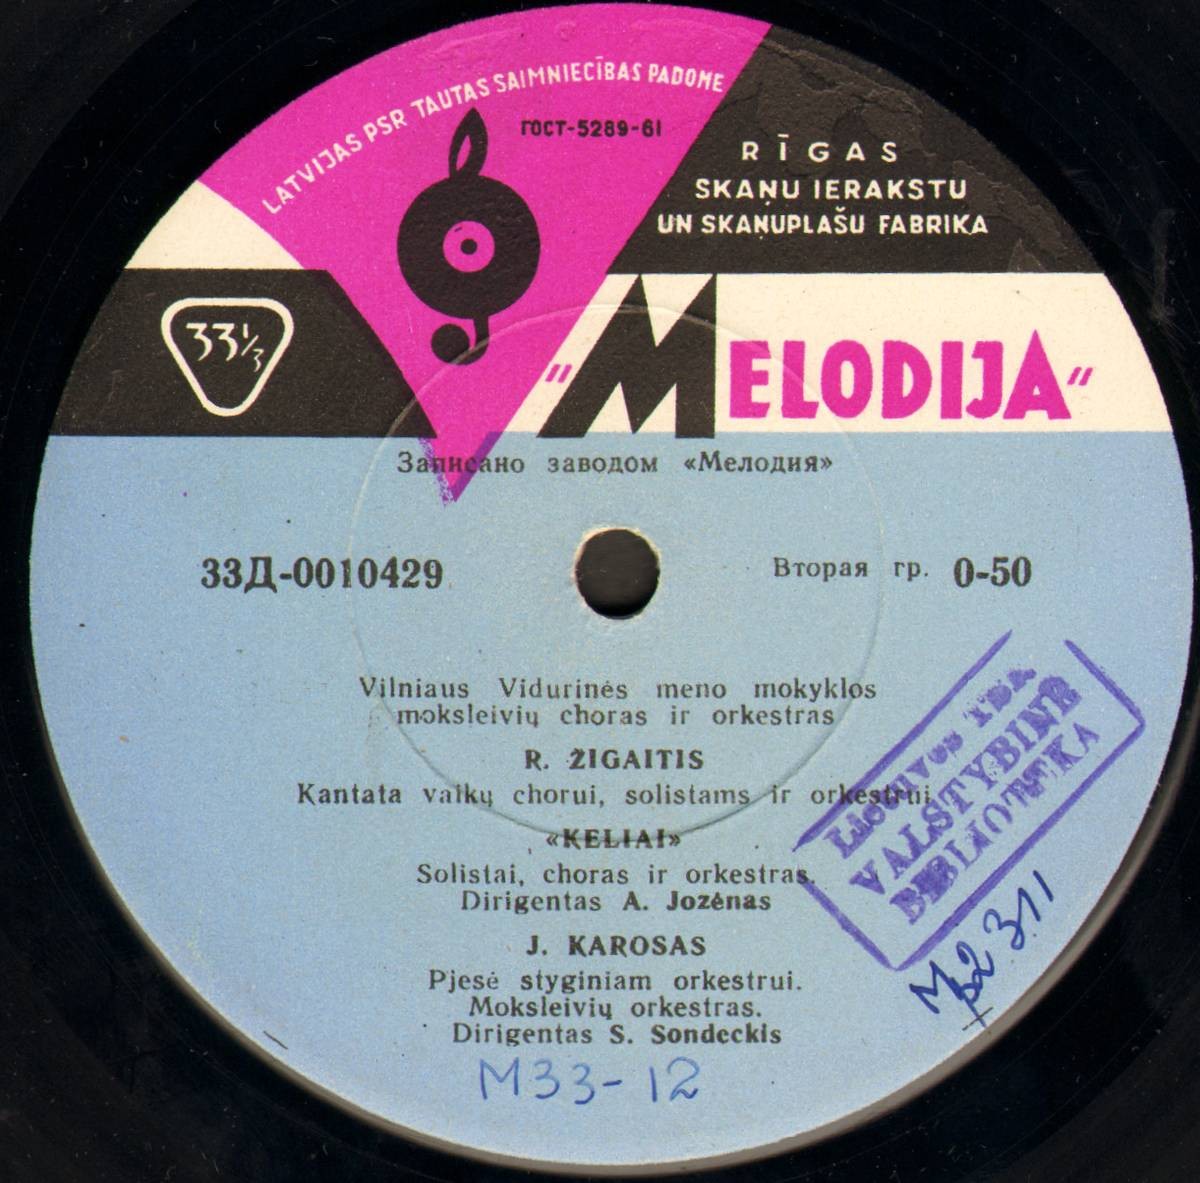 LATVIJAS PSR TAUTAS SAIMNIECĪBAS PADOME
ГОСТ-5289-61
RĪGAS
SKAŅU IERAKSTU
UN SKAŅUPLAŠU FABRIKA
33⅓
"MELODIJA"
Записано заводом «Мелодия»
33Д-0010429
Вторая гр. 0-50
Vilniaus Vidurinės meno mokyklos
moksleivių choras ir orkestras
R. ŽIGAITIS
Kantata vaikų chorui, solistams ir orkestrui
«KELIAI»
Solistai, choras ir orkestras.
Dirigentas A. Jozėnas
J. KAROSAS
Pjesė styginiam orkestrui.
Moksleivių orkestras.
Dirigentas S. Sondeckis
M33-12
LIETUVOS TSR
VALSTYBINĖ
BIBLIOTEKA